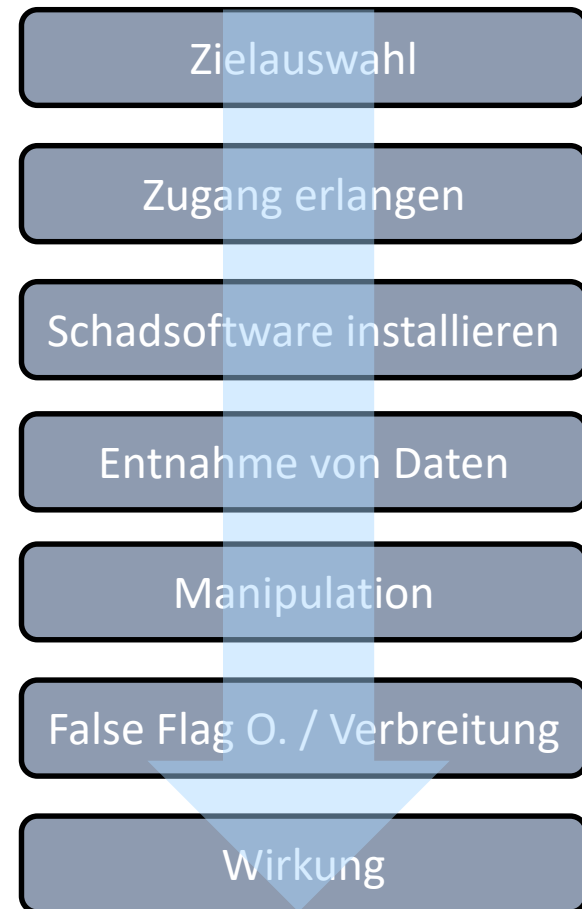 Zielauswahl
Zugang erlangen
Schadsoftware installieren
Entnahme von Daten
Manipulation
False Flag O. / Verbreitung
Wirkung